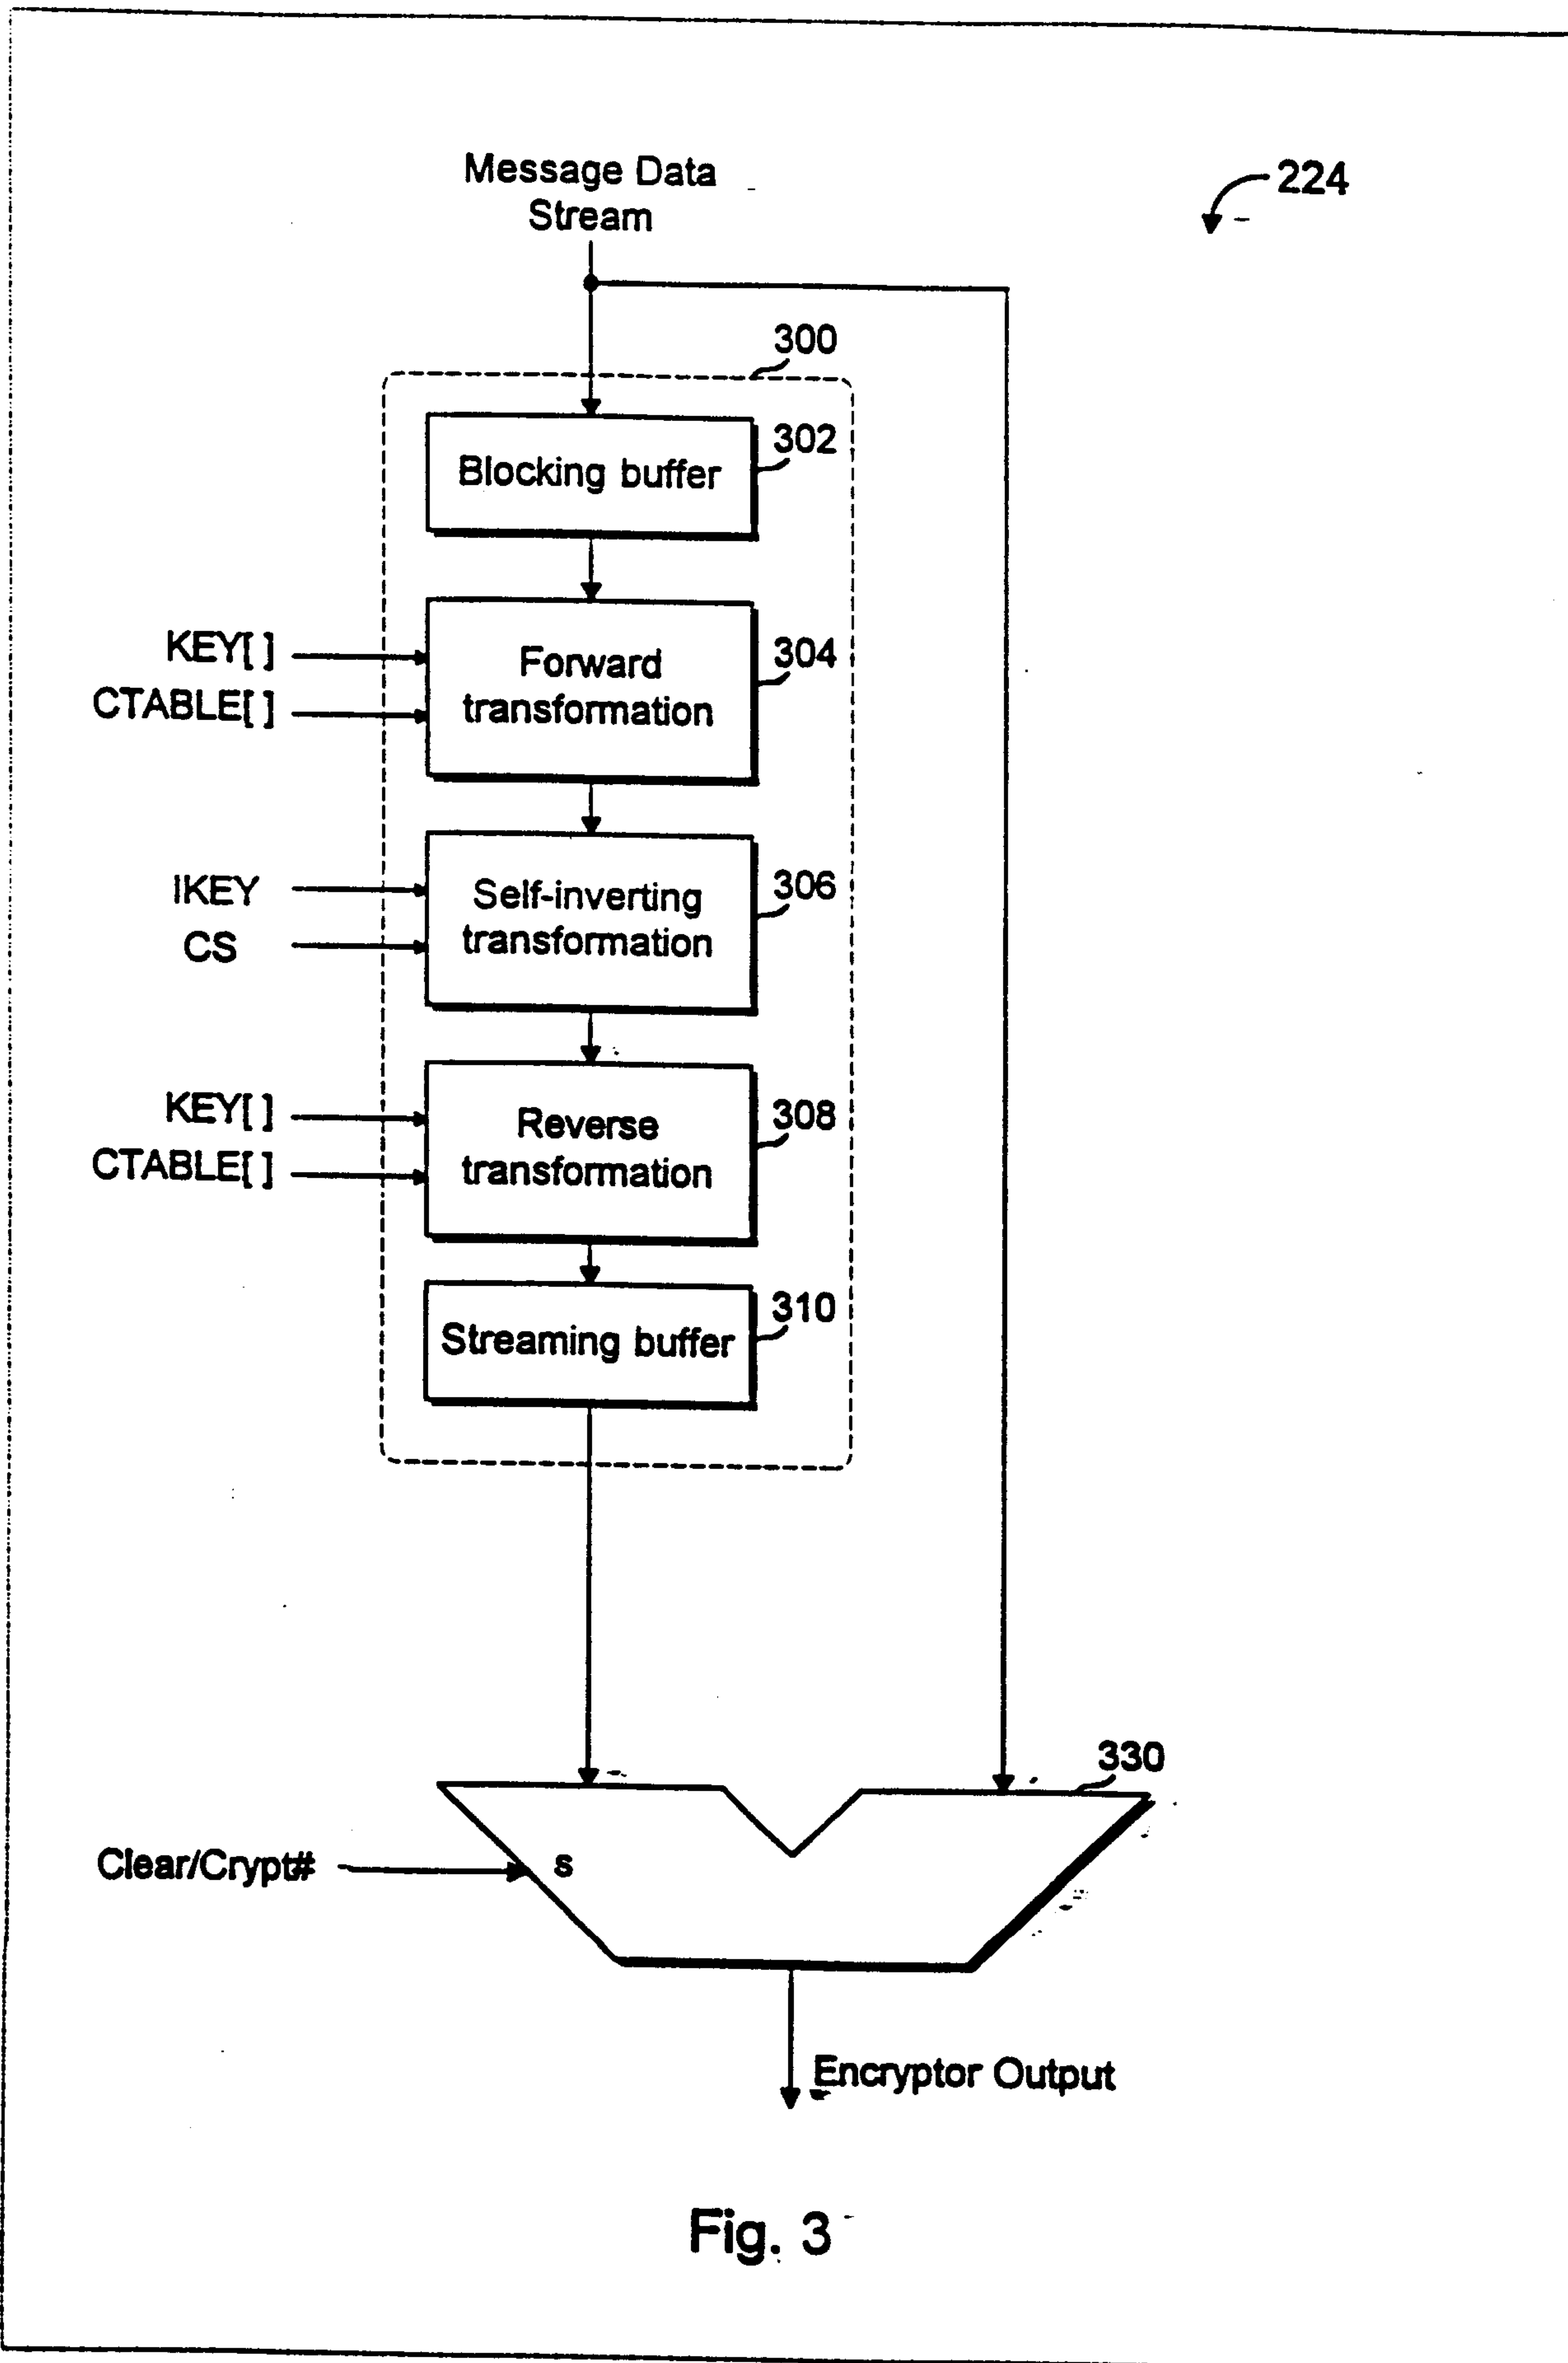 Message Data
Stream
224
300
302
Blocking buffer
304
KEY[ ]
CTABLE[ ]
Forward
transformation
306
IKEY
CS
Self-inverting
transformation
308
KEY[ ]
CTABLE[ ]
Reverse
transformation
310
Streaming buffer
330
Clear/Crypt#
s
Encryptor Output
Fig. 3